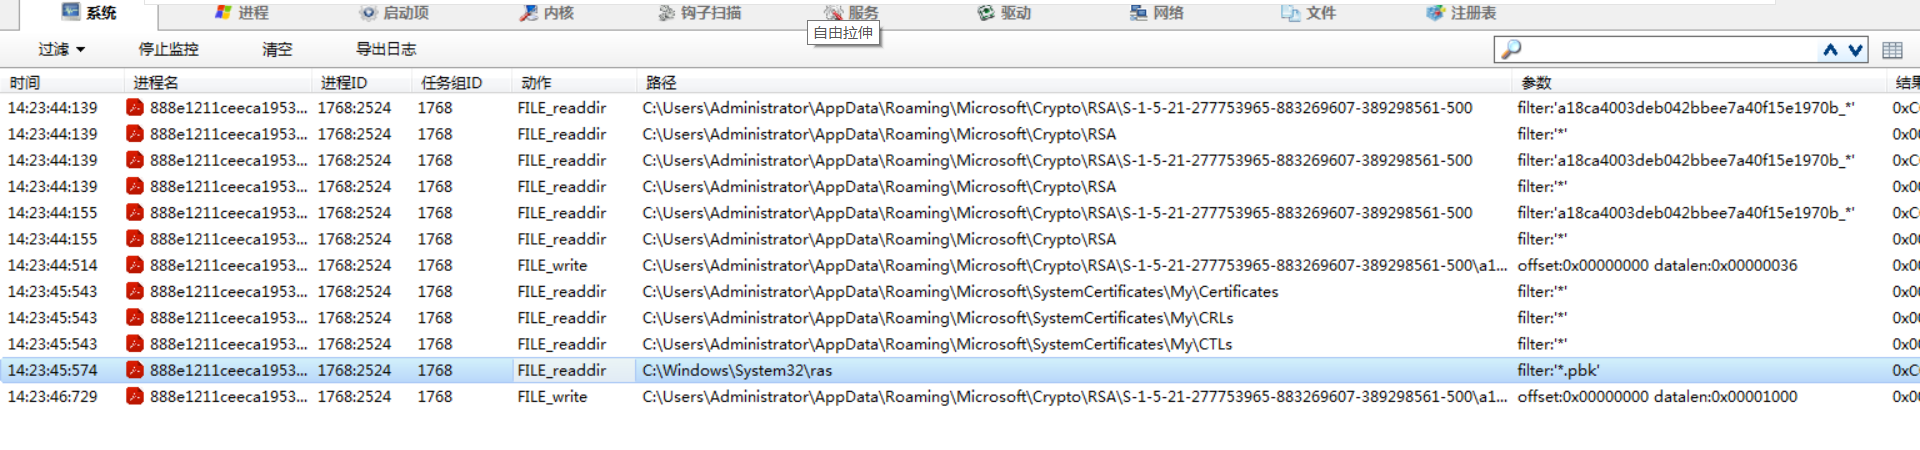 系统 进程 启动项 内核 钩子扫描 服务 驱动 网络 文件 注册表
自由拉伸
过滤 停止监控 清空 导出日志
时间 进程名 进程ID 任务组ID 动作 路径 参数 结果
14:23:44:139 888e1211ceeca1953... 1768:2524 1768 FILE_readdir C:\Users\Administrator\AppData\Roaming\Microsoft\Crypto\RSA\S-1-5-21-277753965-883269607-389298561-500 filter:'a18ca4003deb042bbee7a40f15e1970b_*' 0xC
14:23:44:139 888e1211ceeca1953... 1768:2524 1768 FILE_readdir C:\Users\Administrator\AppData\Roaming\Microsoft\Crypto\RSA filter:'*' 0x00
14:23:44:139 888e1211ceeca1953... 1768:2524 1768 FILE_readdir C:\Users\Administrator\AppData\Roaming\Microsoft\Crypto\RSA\S-1-5-21-277753965-883269607-389298561-500 filter:'a18ca4003deb042bbee7a40f15e1970b_*' 0xC
14:23:44:139 888e1211ceeca1953... 1768:2524 1768 FILE_readdir C:\Users\Administrator\AppData\Roaming\Microsoft\Crypto\RSA filter:'*' 0x00
14:23:44:155 888e1211ceeca1953... 1768:2524 1768 FILE_readdir C:\Users\Administrator\AppData\Roaming\Microsoft\Crypto\RSA\S-1-5-21-277753965-883269607-389298561-500 filter:'a18ca4003deb042bbee7a40f15e1970b_*' 0xC
14:23:44:155 888e1211ceeca1953... 1768:2524 1768 FILE_readdir C:\Users\Administrator\AppData\Roaming\Microsoft\Crypto\RSA filter:'*' 0x00
14:23:44:514 888e1211ceeca1953... 1768:2524 1768 FILE_write C:\Users\Administrator\AppData\Roaming\Microsoft\Crypto\RSA\S-1-5-21-277753965-883269607-389298561-500\a1... offset:0x00000000 datalen:0x00000036 0x00
14:23:45:543 888e1211ceeca1953... 1768:2524 1768 FILE_readdir C:\Users\Administrator\AppData\Roaming\Microsoft\SystemCertificates\My\Certificates filter:'*' 0x00
14:23:45:543 888e1211ceeca1953... 1768:2524 1768 FILE_readdir C:\Users\Administrator\AppData\Roaming\Microsoft\SystemCertificates\My\CRLs filter:'*' 0x00
14:23:45:543 888e1211ceeca1953... 1768:2524 1768 FILE_readdir C:\Users\Administrator\AppData\Roaming\Microsoft\SystemCertificates\My\CTLs filter:'*' 0x00
14:23:45:574 888e1211ceeca1953... 1768:2524 1768 FILE_readdir C:\Windows\System32\ras filter:'*.pbk' 0xC
14:23:46:729 888e1211ceeca1953... 1768:2524 1768 FILE_write C:\Users\Administrator\AppData\Roaming\Microsoft\Crypto\RSA\S-1-5-21-277753965-883269607-389298561-500\a1... offset:0x00000000 datalen:0x00001000 0x00